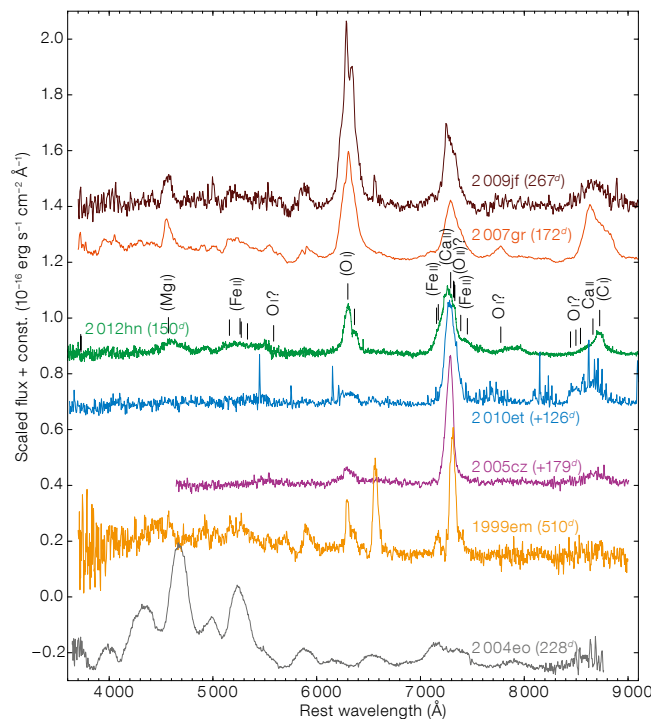 2.0
1.8
1.6
1.4
1.2
1.0
0.8
0.6
0.4
0.2
0.0
−0.2
Scaled flux + const. (10⁻¹⁶ erg s⁻¹ cm⁻² Å⁻¹)
2009jf (267ᵈ)
2007gr (172ᵈ)
(Mg I)
(Fe II)
O I?
(O I)
(Fe II)
(Ca II)
(O II)?
(Fe II)
O I?
O I?
Ca II
(C I)
2012hn (150ᵈ)
2010et (+126ᵈ)
2005cz (+179ᵈ)
1999em (510ᵈ)
2004eo (228ᵈ)
4000 5000 6000 7000 8000 9000
Rest wavelength (Å)